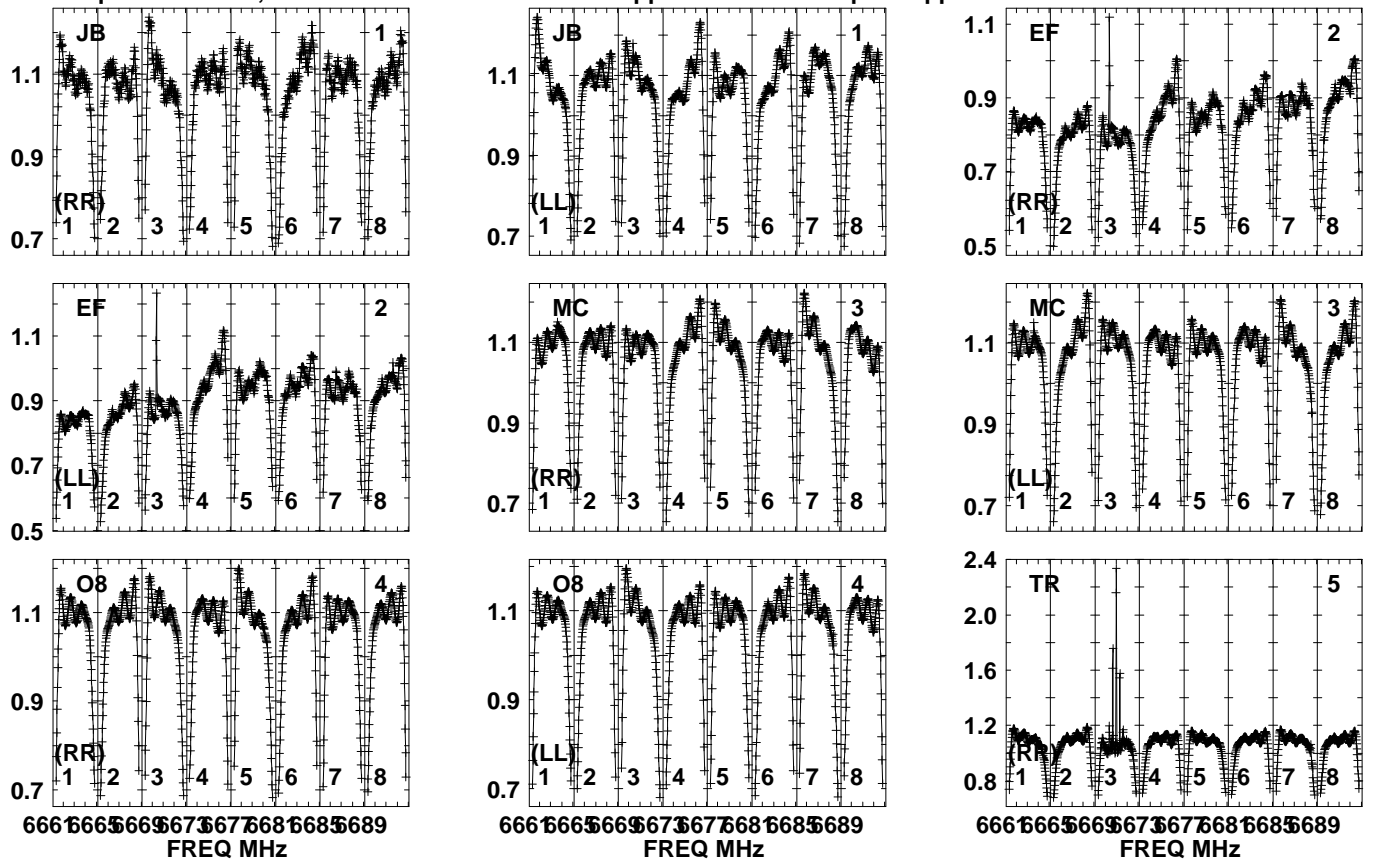 JB 1
1.1
0.9
0.7
(RR)
1 2 3 4 5 6 7 8
JB 1
1.1
0.9
0.7
(LL)
1 2 3 4 5 6 7 8
EF 2
1.1
0.9
0.7
0.5
(RR)
1 2 3 4 5 6 7 8
EF 2
1.1
0.9
0.7
0.5
(LL)
1 2 3 4 5 6 7 8
MC 3
1.1
0.9
0.7
(RR)
1 2 3 4 5 6 7 8
MC 3
1.1
0.9
0.7
(LL)
1 2 3 4 5 6 7 8
O8 4
1.1
0.9
0.7
(RR)
1 2 3 4 5 6 7 8
6661 6665 6669 6673 6677 6681 6685 6689
FREQ MHz
O8 4
1.1
0.9
0.7
(LL)
1 2 3 4 5 6 7 8
6661 6665 6669 6673 6677 6681 6685 6689
FREQ MHz
TR 5
2.4
2.0
1.6
1.2
0.8
(RR)
1 2 3 4 5 6 7 8
6661 6665 6669 6673 6677 6681 6685 6689
FREQ MHz